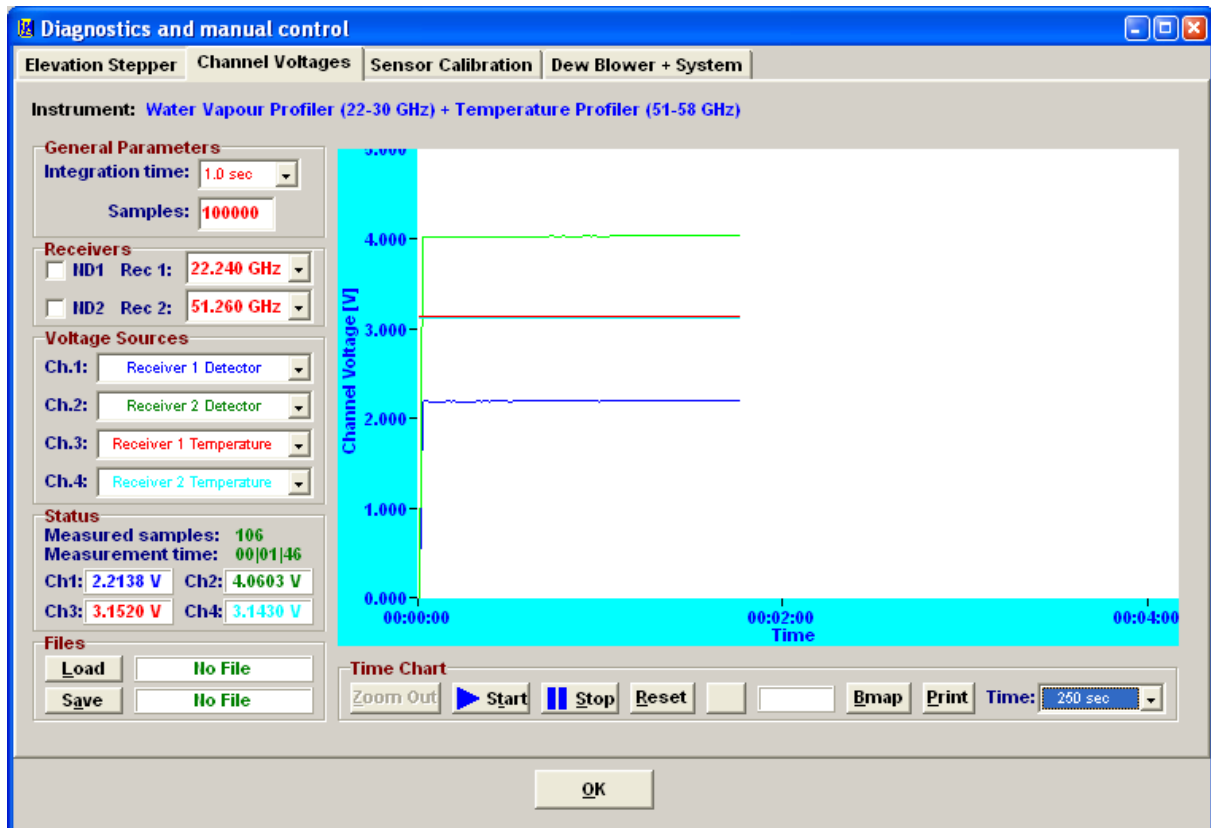 Diagnostics and manual control
Elevation Stepper Channel Voltages Sensor Calibration Dew Blower + System
Instrument: Water Vapour Profiler (22-30 GHz) + Temperature Profiler (51-58 GHz)
General Parameters
Integration time: 1.0 sec
Samples: 100000
Receivers
ND1 Rec 1: 22.240 GHz
ND2 Rec 2: 51.260 GHz
Voltage Sources
Ch.1: Receiver 1 Detector
Ch.2: Receiver 2 Detector
Ch.3: Receiver 1 Temperature
Ch.4: Receiver 2 Temperature
Status
Measured samples: 106
Measurement time: 00|01|46
Ch1: 2.2138 V Ch2: 4.0603 V
Ch3: 3.1520 V Ch4: 3.1430 V
Files
Load No File
Save No File
5.000
4.000
3.000
2.000
1.000
0.000
Channel Voltage [V]
00:00:00 00:02:00 00:04:00
Time
Time Chart
Zoom Out Start Stop Reset Bmap Print Time: 250 sec
OK